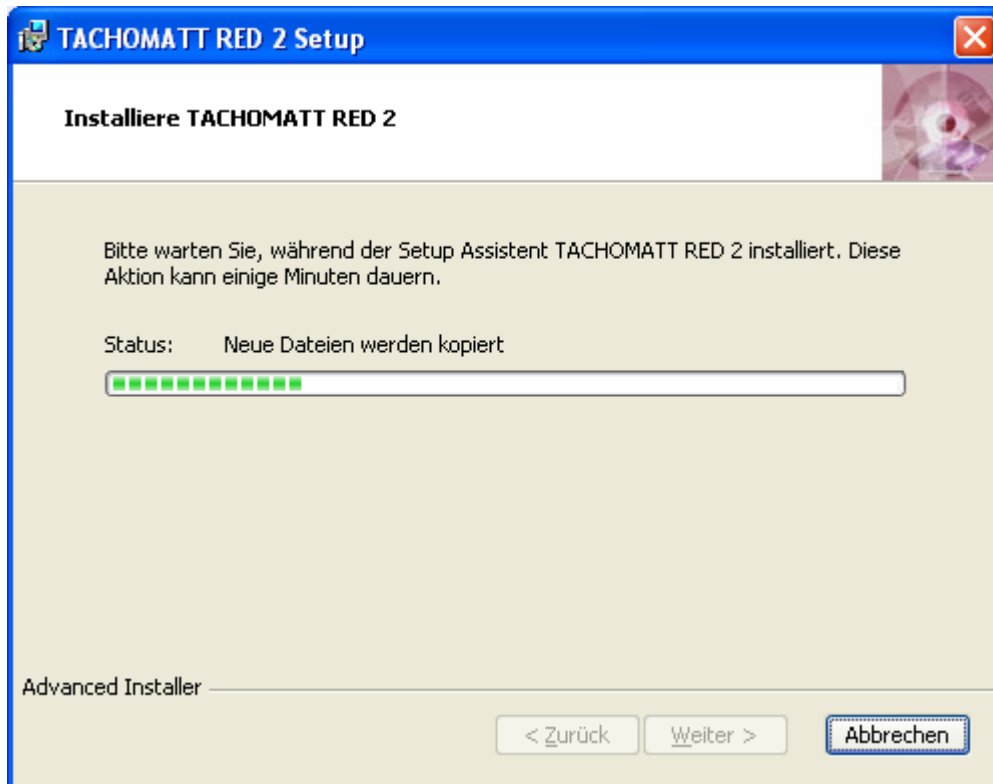 TACHOMATT RED 2 Setup
Installiere TACHOMATT RED 2
Bitte warten Sie, während der Setup Assistent TACHOMATT RED 2 installiert. Diese
Aktion kann einige Minuten dauern.
Status: Neue Dateien werden kopiert
Advanced Installer
< Zurück Weiter > Abbrechen